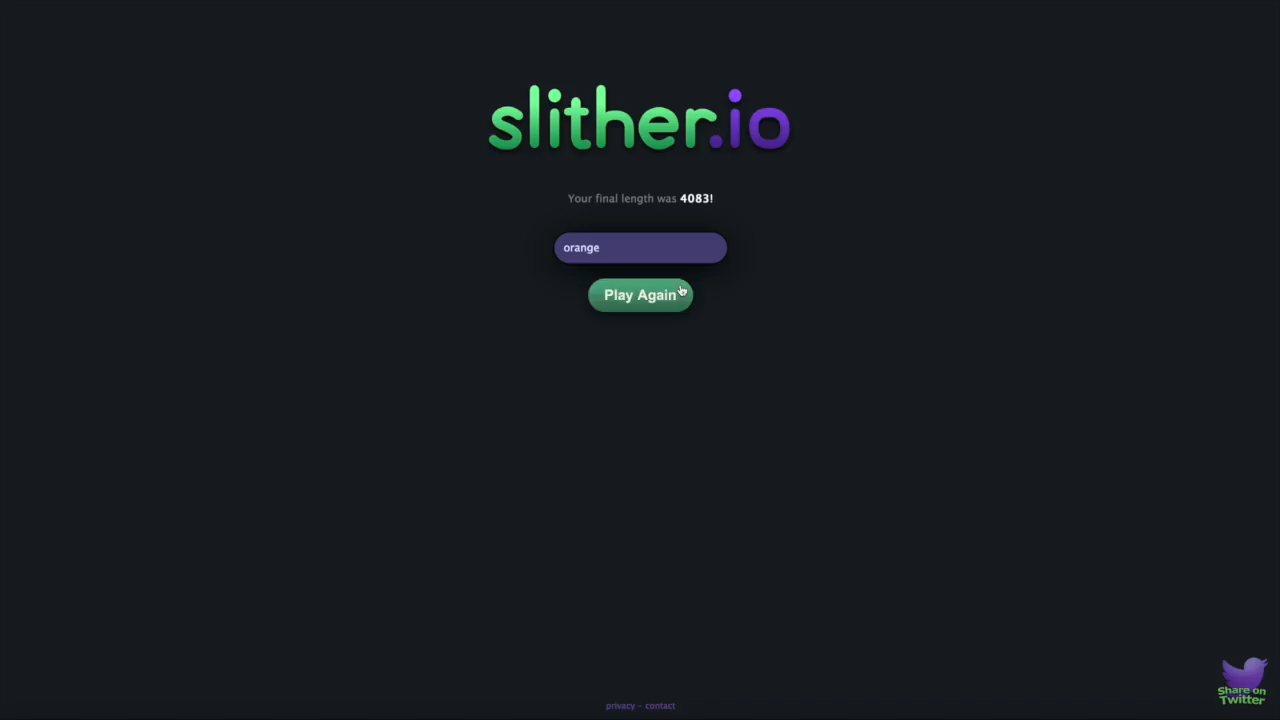 slither.io
Your final length was 4083!
orange
Play Again
Share on
Twitter
privacy - contact